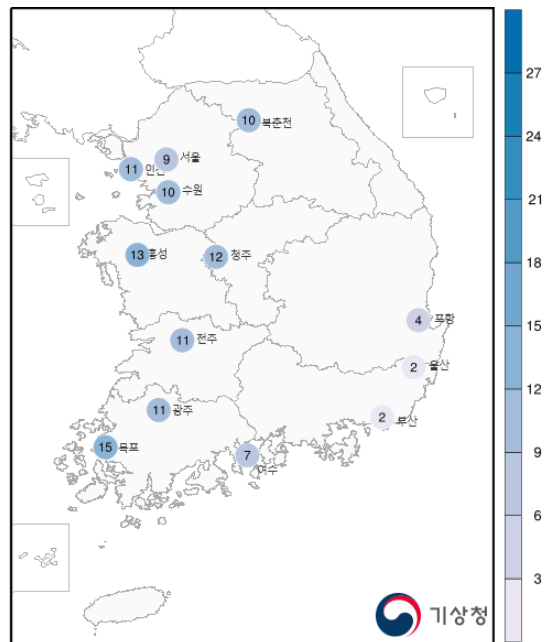 27
24
21
18
15
12
9
6
3
10 북춘천
9 서울
11 인천
10 수원
13 홍성
12 청주
4 포항
11 전주
2 울산
11 광주
2 부산
15 목포
7 여수
기상청